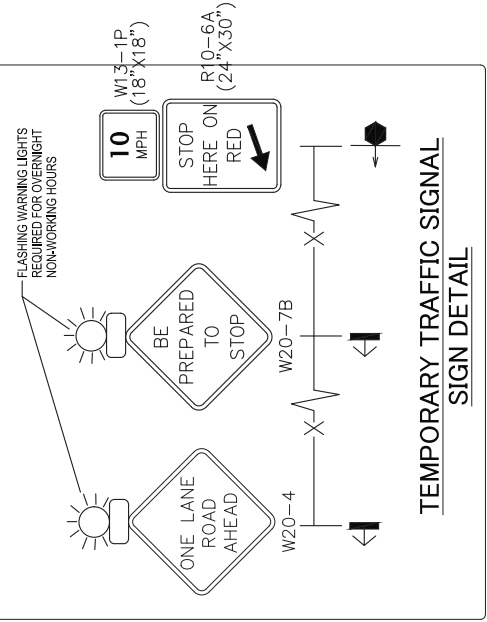 FLASHING WARNING LIGHTS
REQUIRED FOR OVERNIGHT
NON-WORKING HOURS
ONE LANE
ROAD
AHEAD
W20-4
BE
PREPARED
TO
STOP
W20-7B
10
MPH
W13-1P
(18"X18")
STOP
HERE ON
RED
R10-6A
(24"X30")
X
X
TEMPORARY TRAFFIC SIGNAL
SIGN DETAIL